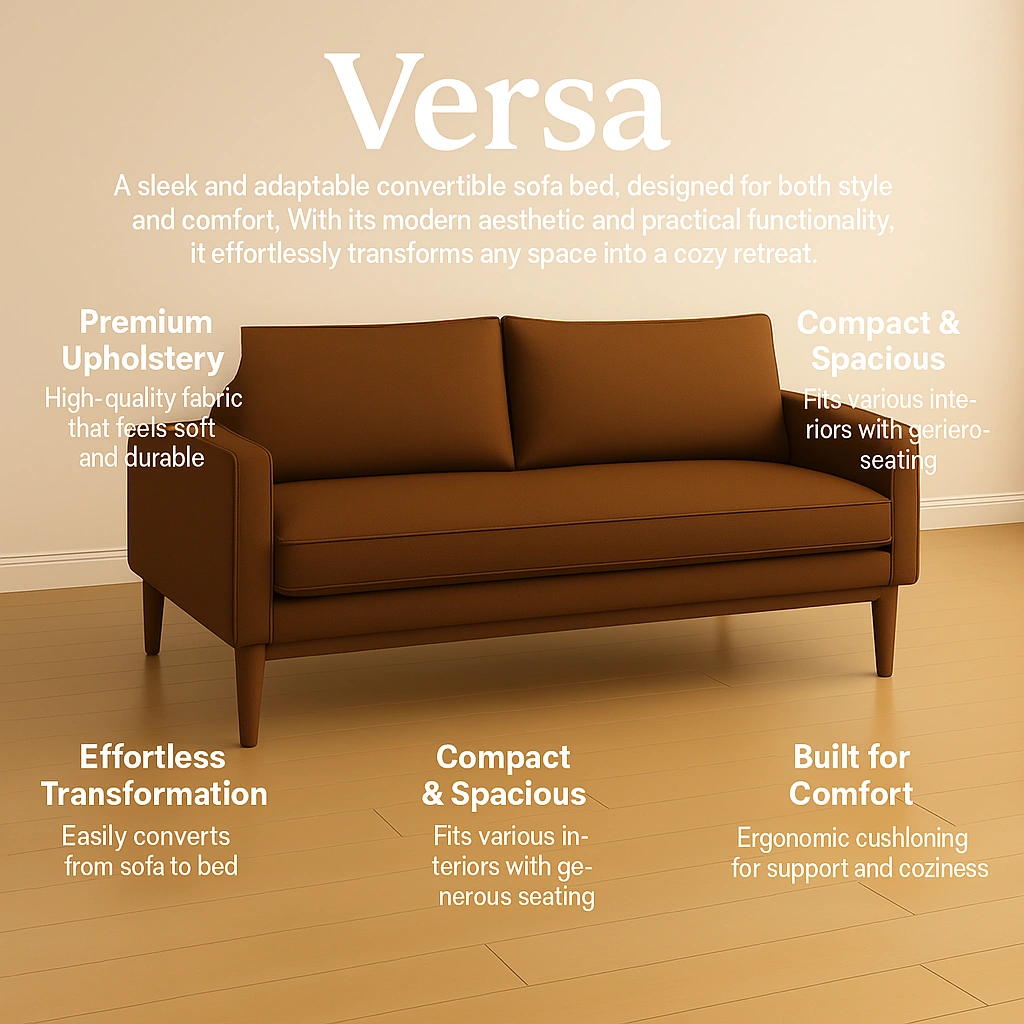 Versa
A sleek and adaptable convertible sofa bed, designed for both style
and comfort, With its modern aesthetic and practical functionality,
it effortlessly transforms any space into a cozy retreat.
Premium
Upholstery
High-quality fabric
that feels soft
and durable
Compact &
Spacious
Fits various inte-
riors with geriero-
seating
Effortless
Transformation
Easily converts
from sofa to bed
Compact
& Spacious
Fits various in-
teriors with ge-
nerous seating
Built for
Comfort
Ergonomic cushloning
for support and coziness